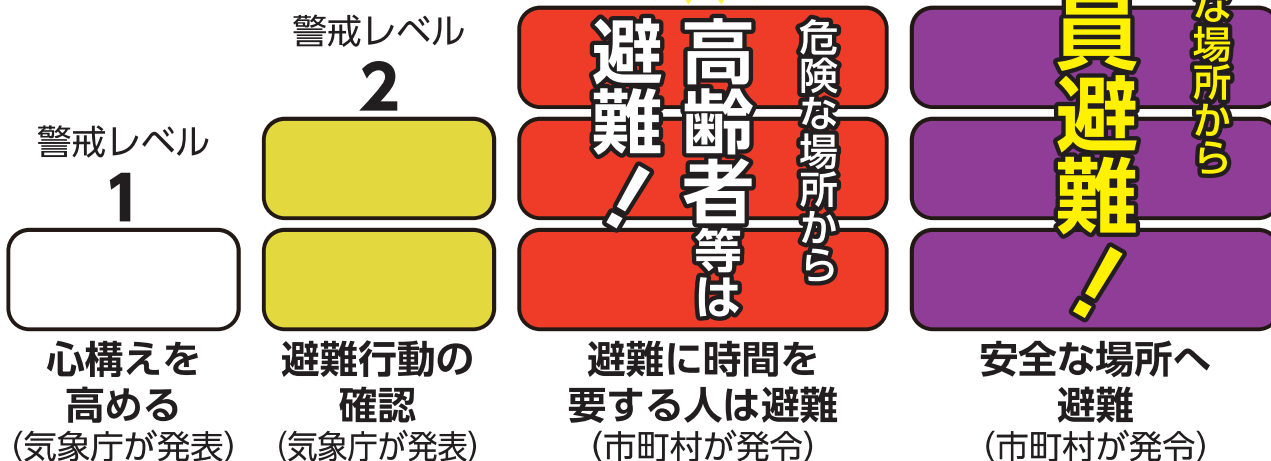 警戒レベル
1
心構えを
高める
（気象庁が発表）
警戒レベル
2
避難行動の
確認
（気象庁が発表）
危険な場所から
高齢者等は
避難！
避難に時間を
要する人は避難
（市町村が発令）
な場所から
員避難！
安全な場所へ
避難
（市町村が発令）